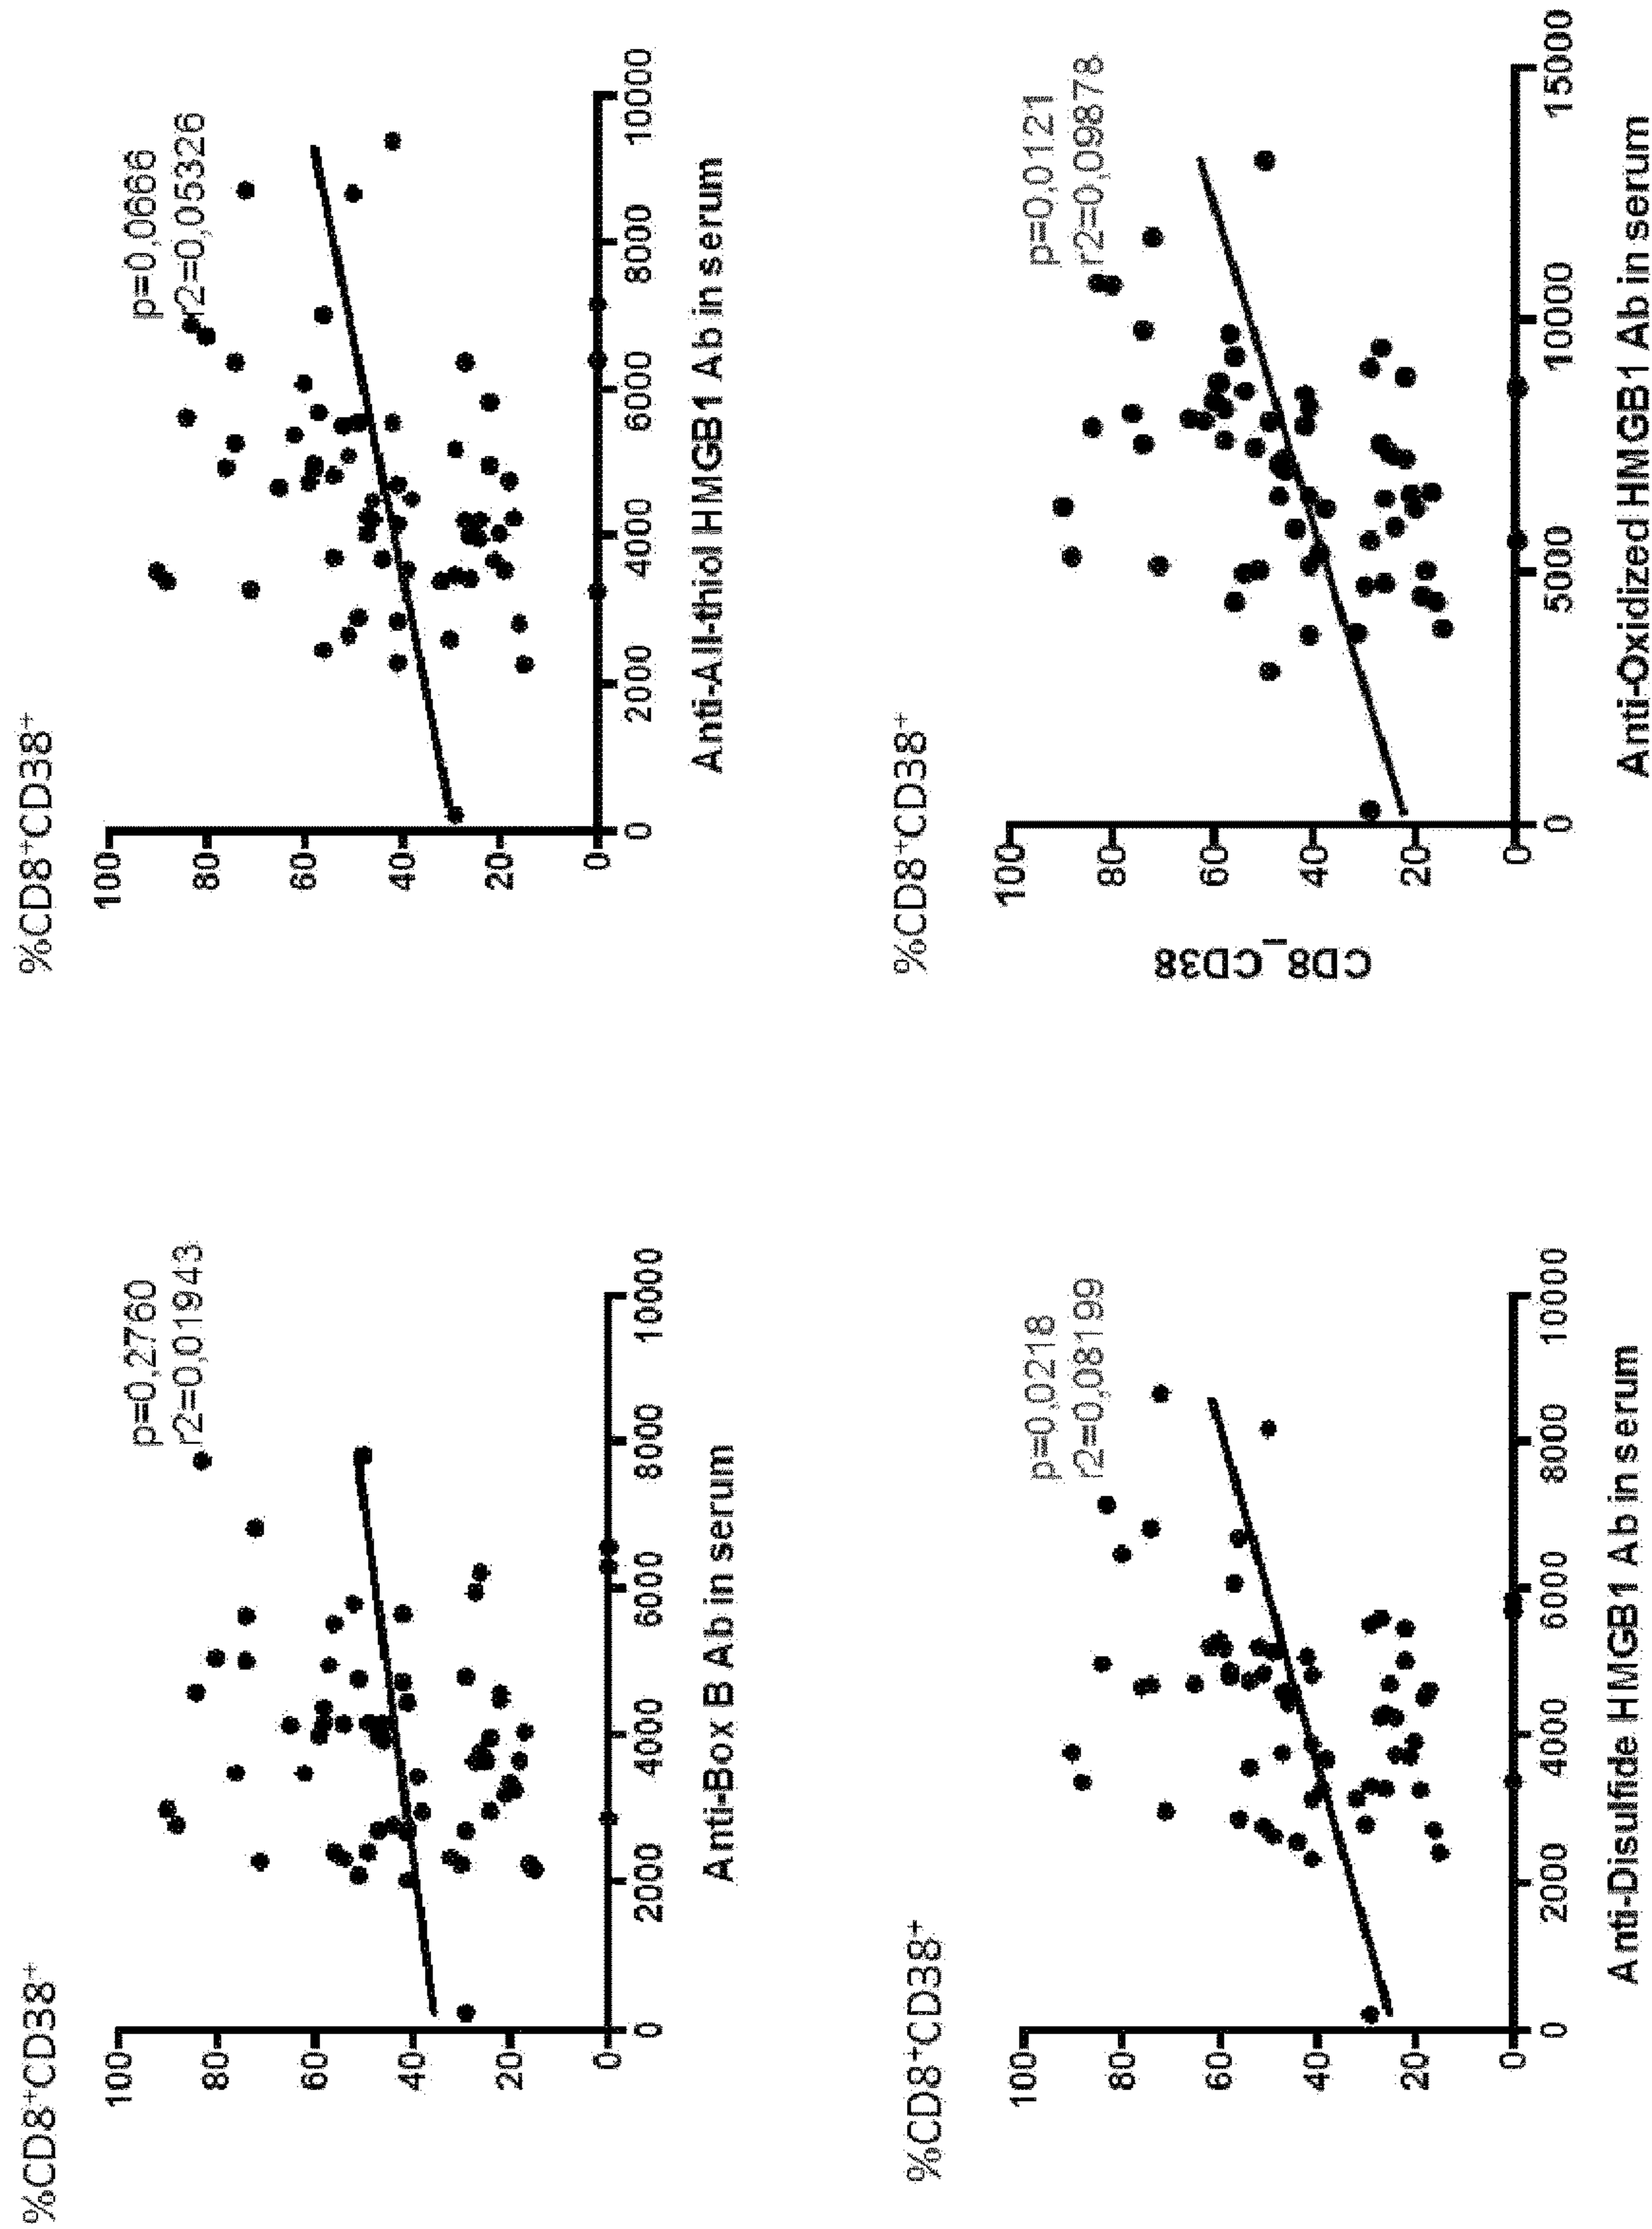 %CD8⁺CD38⁺
p=0,2760
r2=0,01943
100
80
60
40
20
0
0 2000 4000 6000 8000 10000
Anti-Box B Ab in serum
%CD8⁺CD38⁺
p=0,0666
r2=0,05326
100
80
60
40
20
0
0 2000 4000 6000 8000 10000
Anti-All-thiol HMGB1 Ab in serum
%CD8⁺CD38⁺
p=0,0218
r2=0,08199
100
80
60
40
20
0
0 2000 4000 6000 8000 10000
Anti-Disulfide HMGB1 Ab in serum
%CD8⁺CD38⁺
p=0,0121
r2=0,09878
CD8_CD38
100
80
60
40
20
0
0 5000 10000 15000
Anti-Oxidized HMGB1 Ab in serum